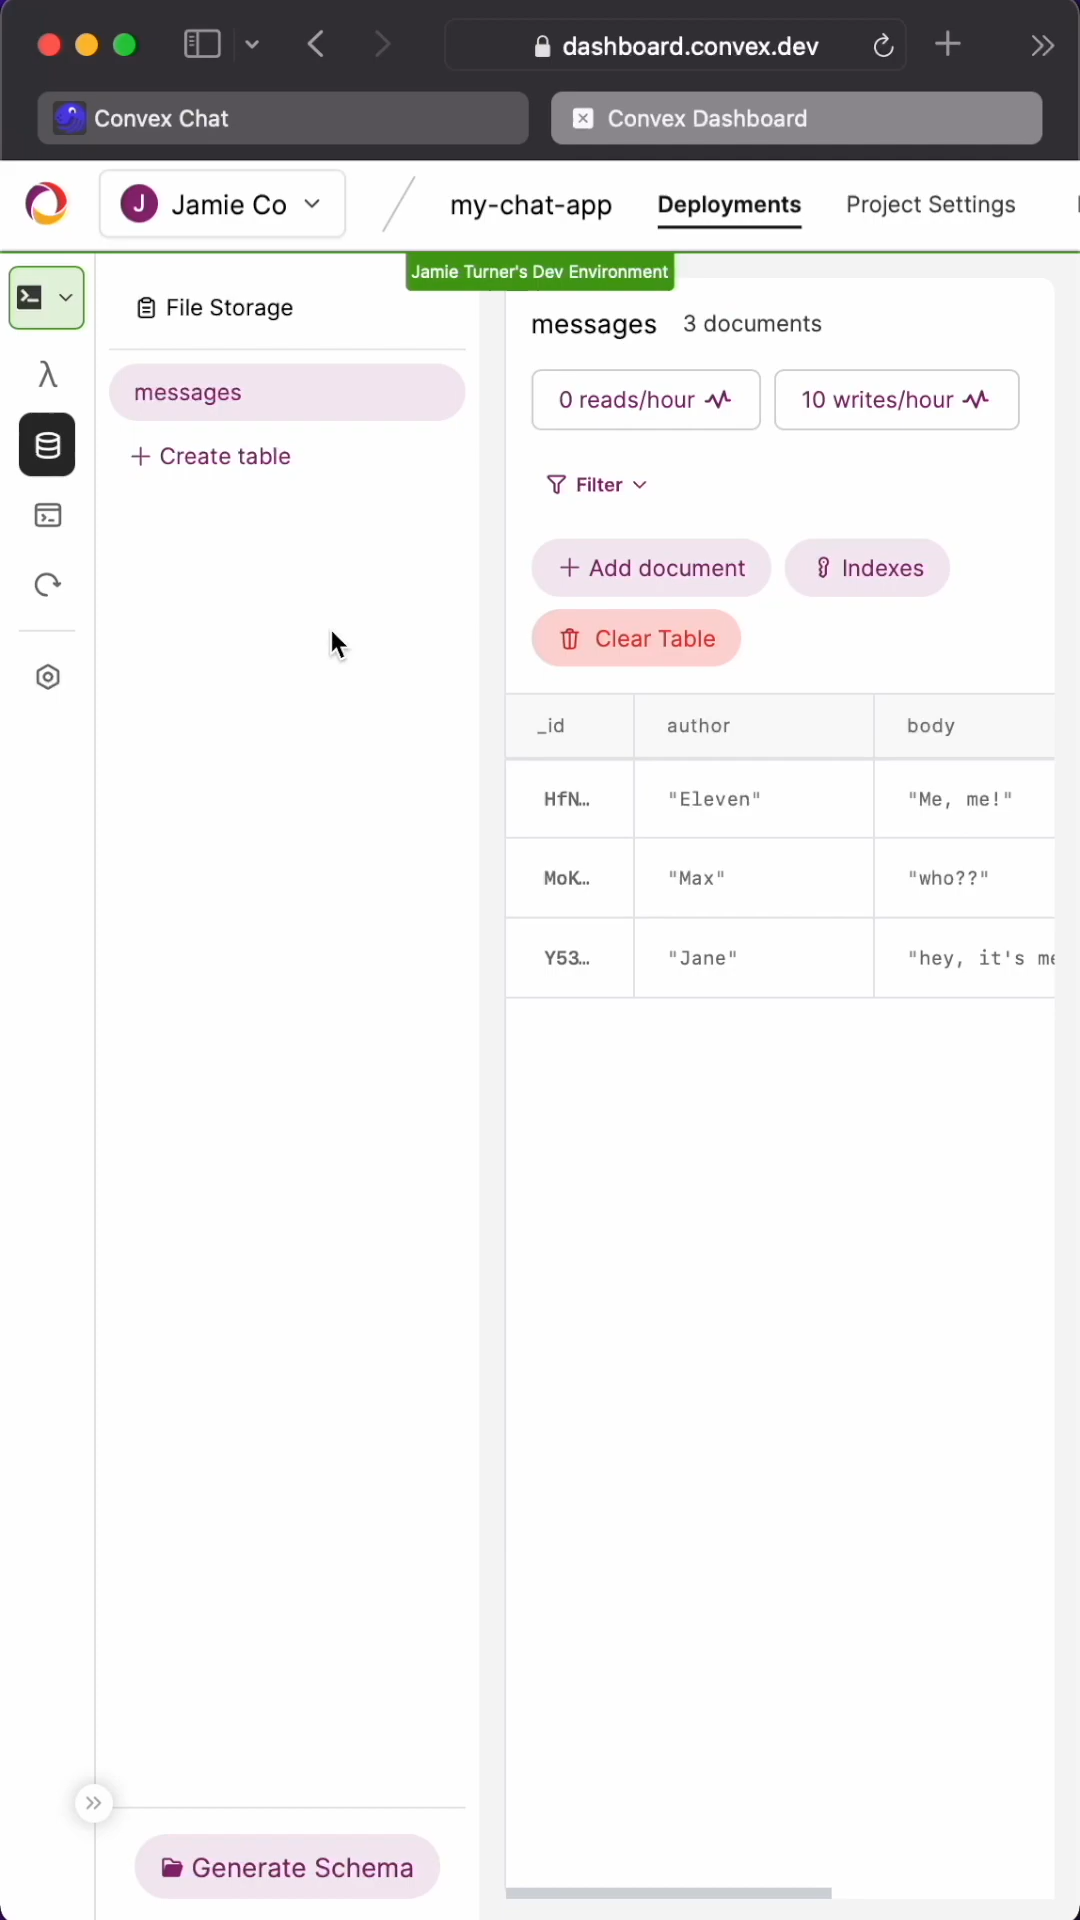 dashboard.convex.dev
Convex Chat
Convex Dashboard
J Jamie Co
my-chat-app
Deployments
Project Settings
Jamie Turner's Dev Environment
File Storage
messages
Create table
messages 3 documents
0 reads/hour
10 writes/hour
Filter
Add document
Indexes
Clear Table
_id author body
HfN… "Eleven" "Me, me!"
MoK… "Max" "who??"
Y53… "Jane" "hey, it's me
Generate Schema